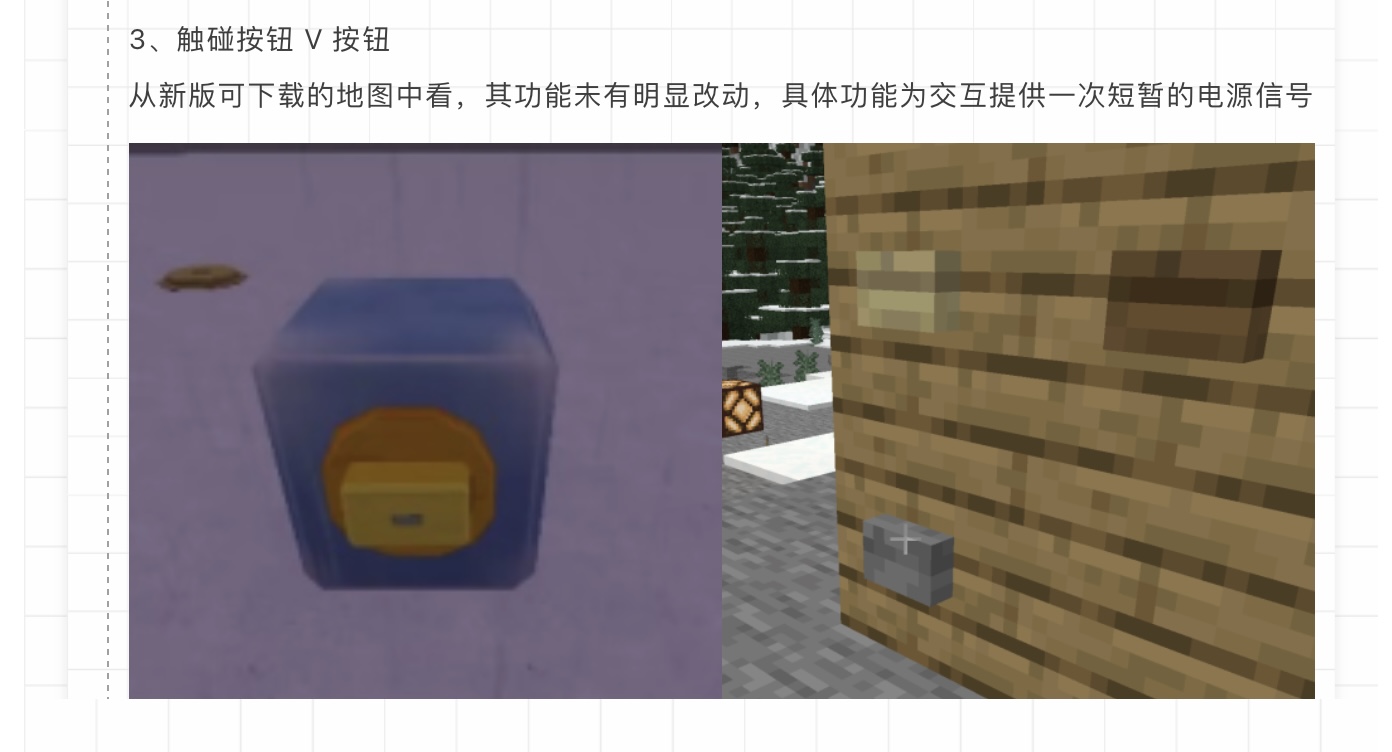 3、触碰按钮 V 按钮
从新版可下载的地图中看，其功能未有明显改动，具体功能为交互提供一次短暂的电源信号